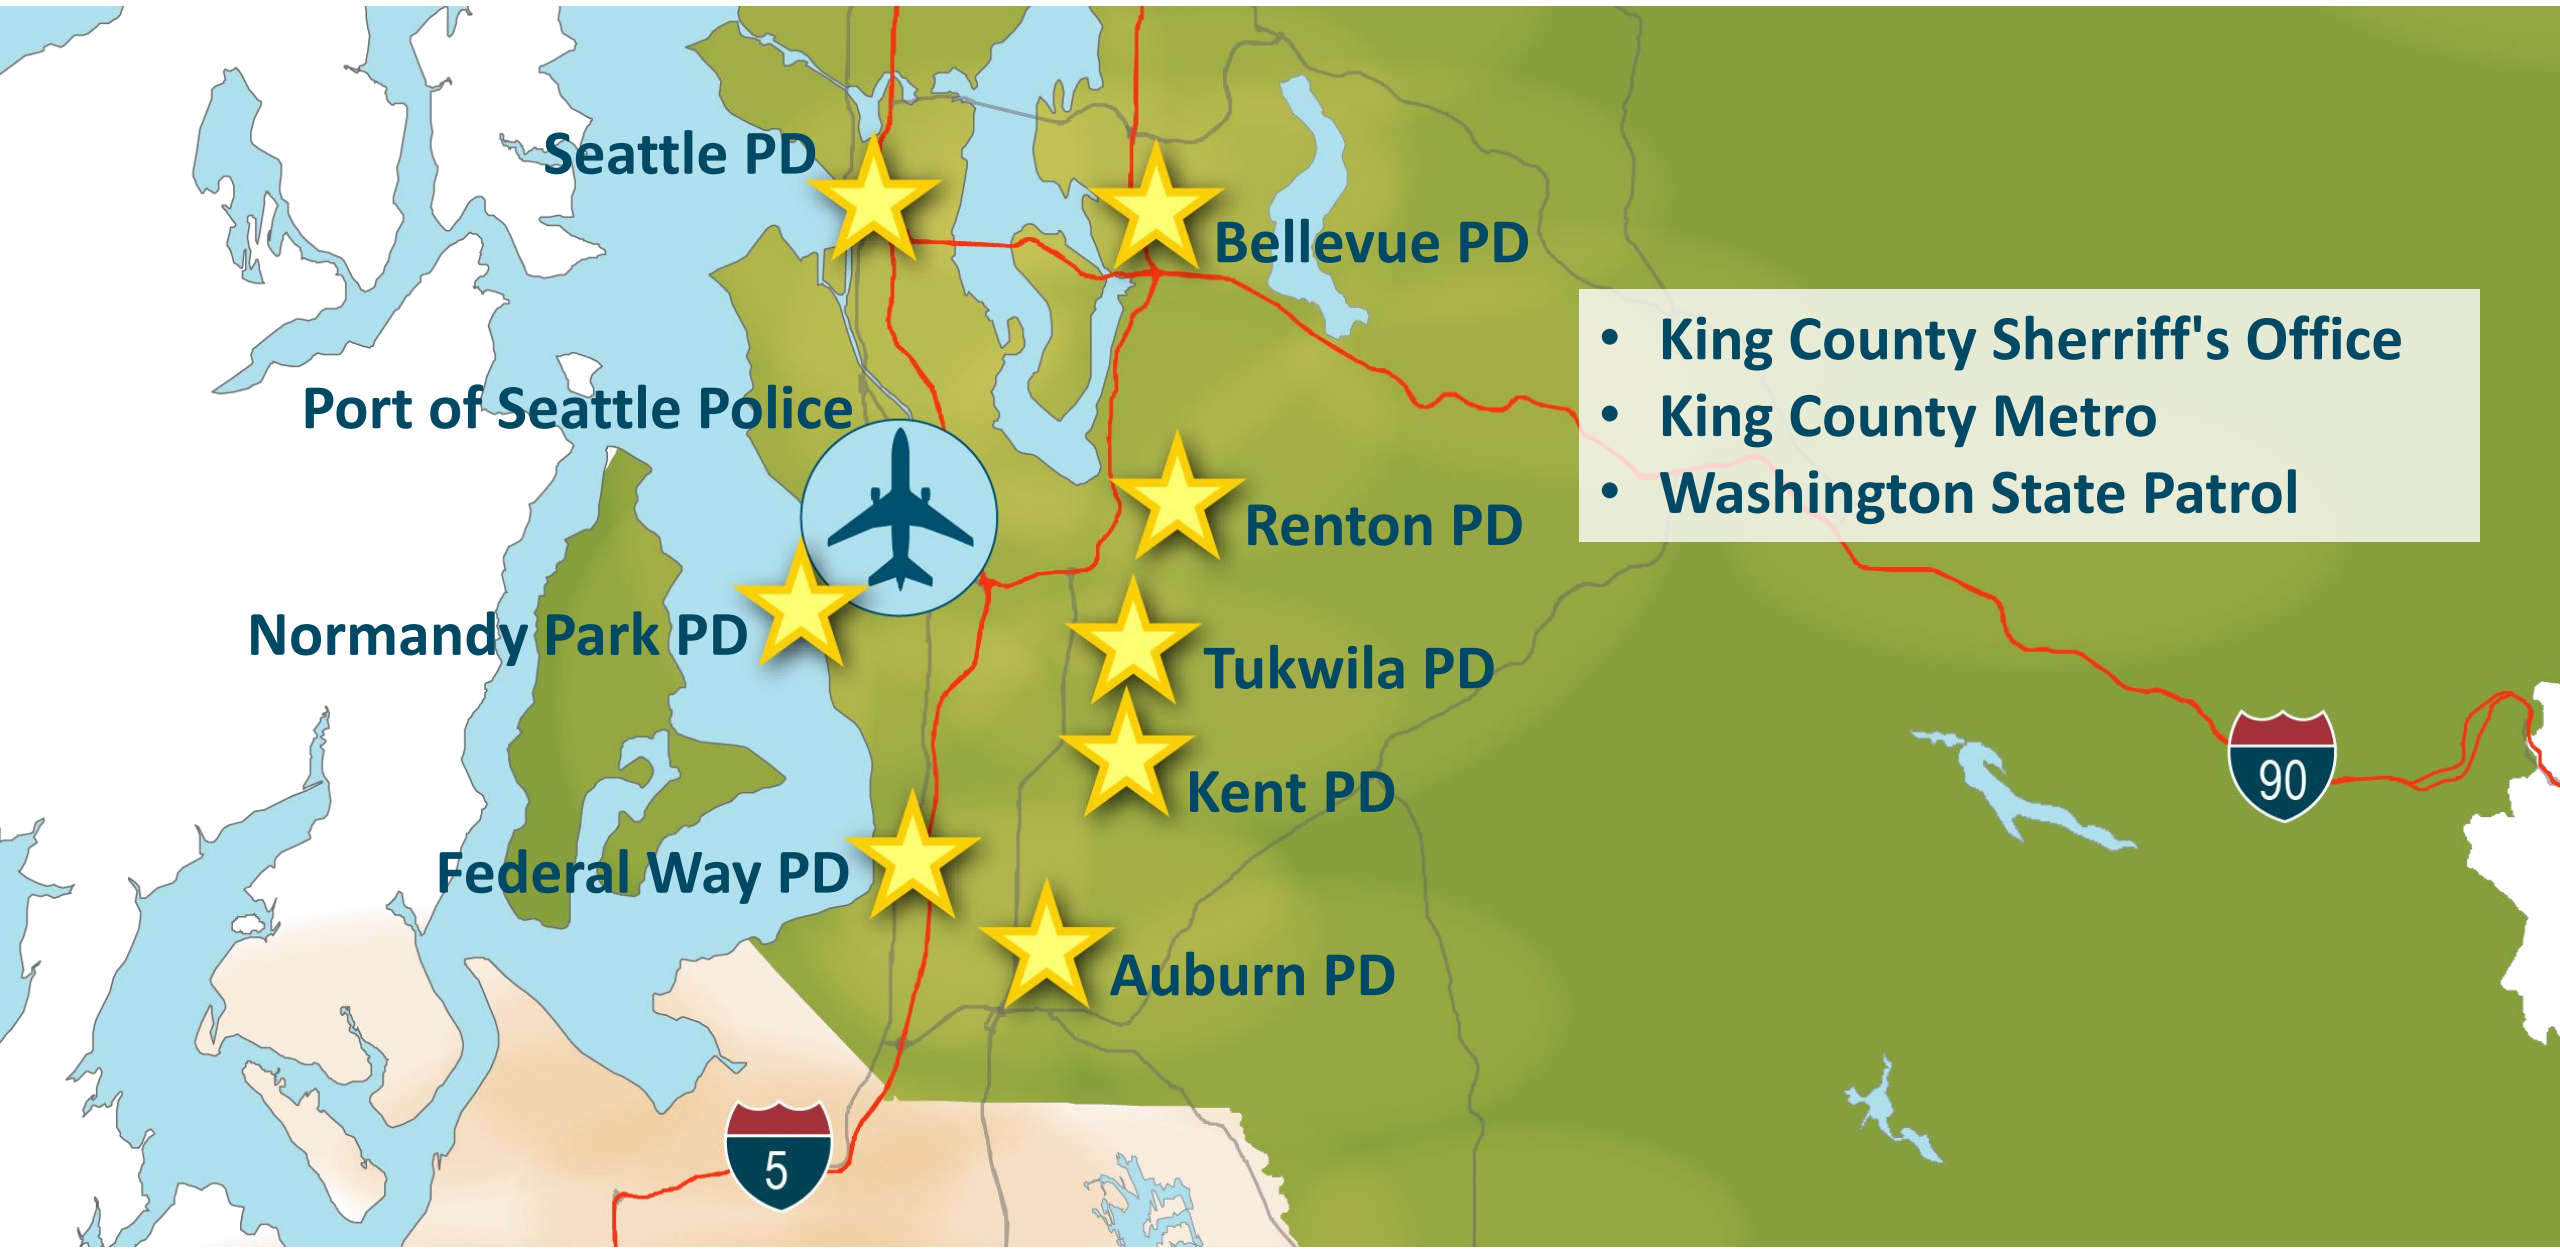 Seattle PD
Bellevue PD
• King County Sherriff's Office
• King County Metro
• Washington State Patrol
Port of Seattle Police
Renton PD
Normandy Park PD
Tukwila PD
90
Kent PD
Federal Way PD
Auburn PD
5